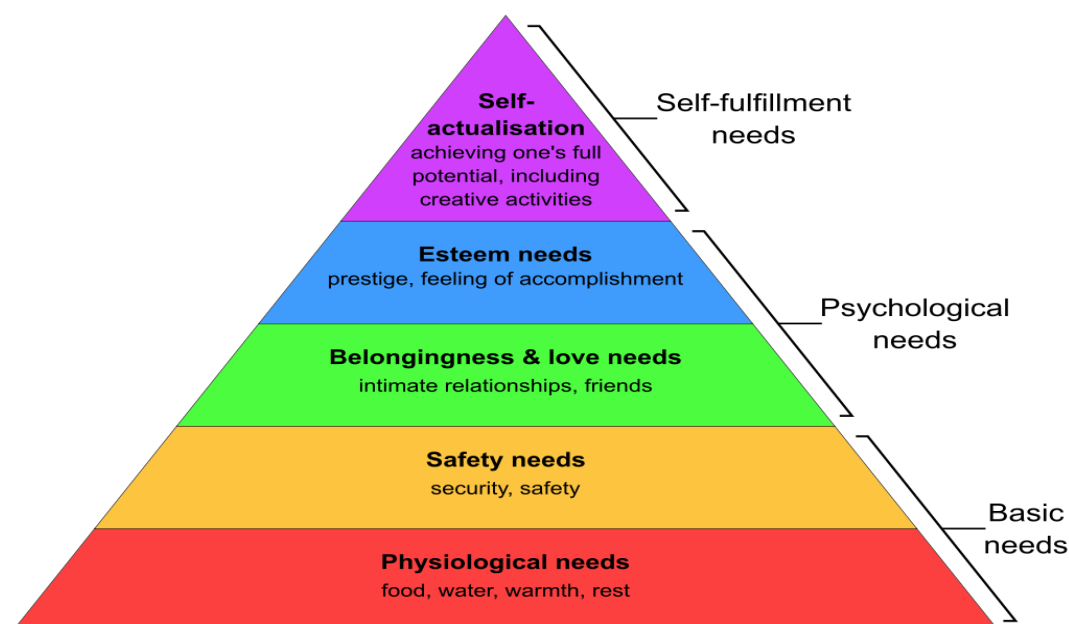 Self-
actualisation
achieving one's full
potential, including
creative activities
Self-fulfillment
needs
Esteem needs
prestige, feeling of accomplishment
Psychological
needs
Belongingness & love needs
intimate relationships, friends
Safety needs
security, safety
Basic
needs
Physiological needs
food, water, warmth, rest